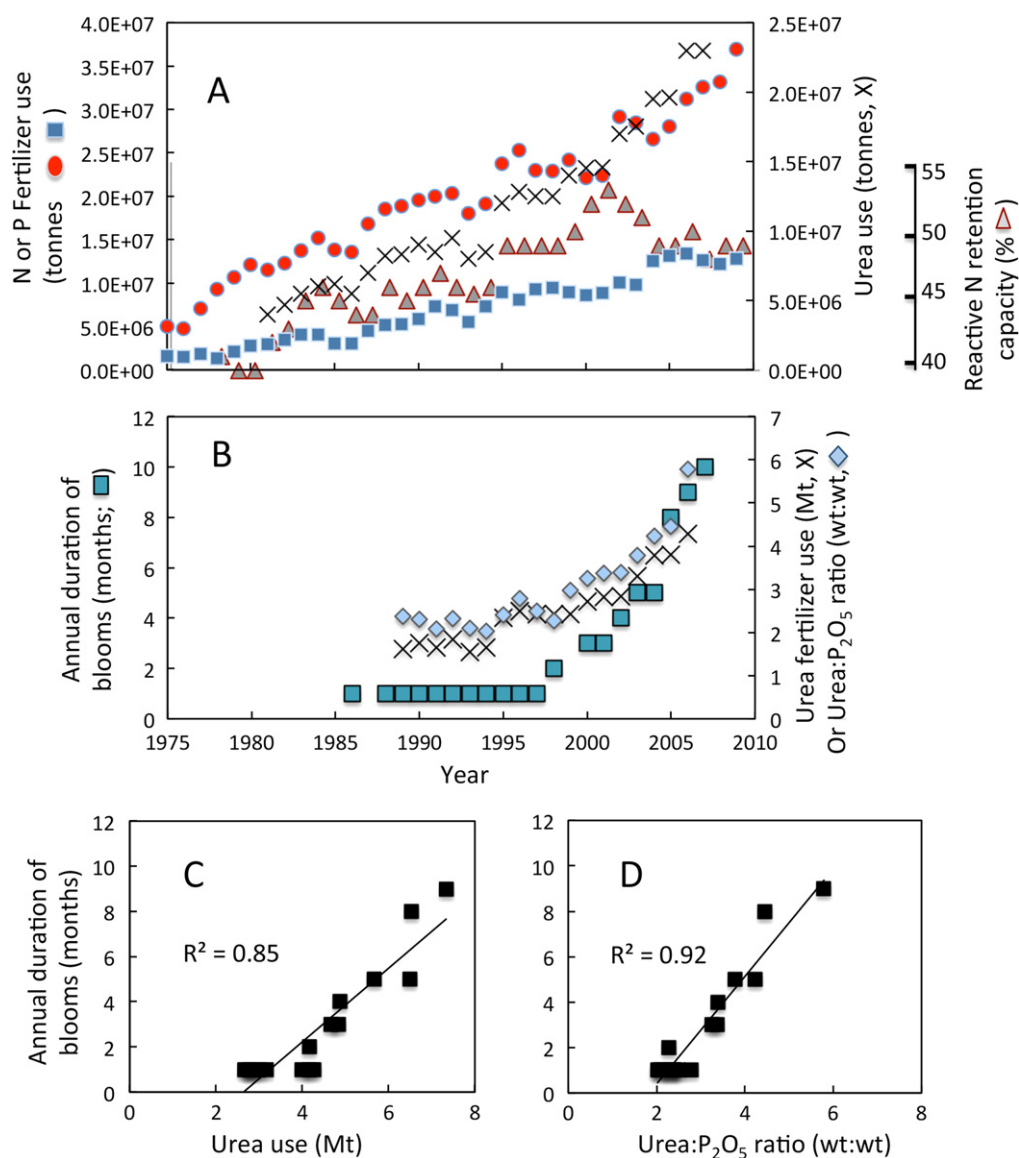 A
N or P Fertilizer use
(tonnes )
4.0E+07
3.5E+07
3.0E+07
2.5E+07
2.0E+07
1.5E+07
1.0E+07
5.0E+06
0.0E+00
2.5E+07
2.0E+07
1.5E+07
1.0E+07
5.0E+06
0.0E+00
Urea use (tonnes, X)
55
50
45
40
Reactive N retention
capacity (% )
B
Annual duration of
blooms (months; )
12
10
8
6
4
2
0
7
6
5
4
3
2
1
0
Urea fertilizer use (Mt, X)
Or Urea:P₂O₅ ratio (wt:wt, )
1975 1980 1985 1990 1995 2000 2005 2010
Year
C
Annual duration of
blooms (months)
12
10
8
6
4
2
0
R² = 0.85
0 2 4 6 8
Urea use (Mt)
D
12
10
8
6
4
2
0
R² = 0.92
0 2 4 6 8
Urea:P₂O₅ ratio (wt:wt)